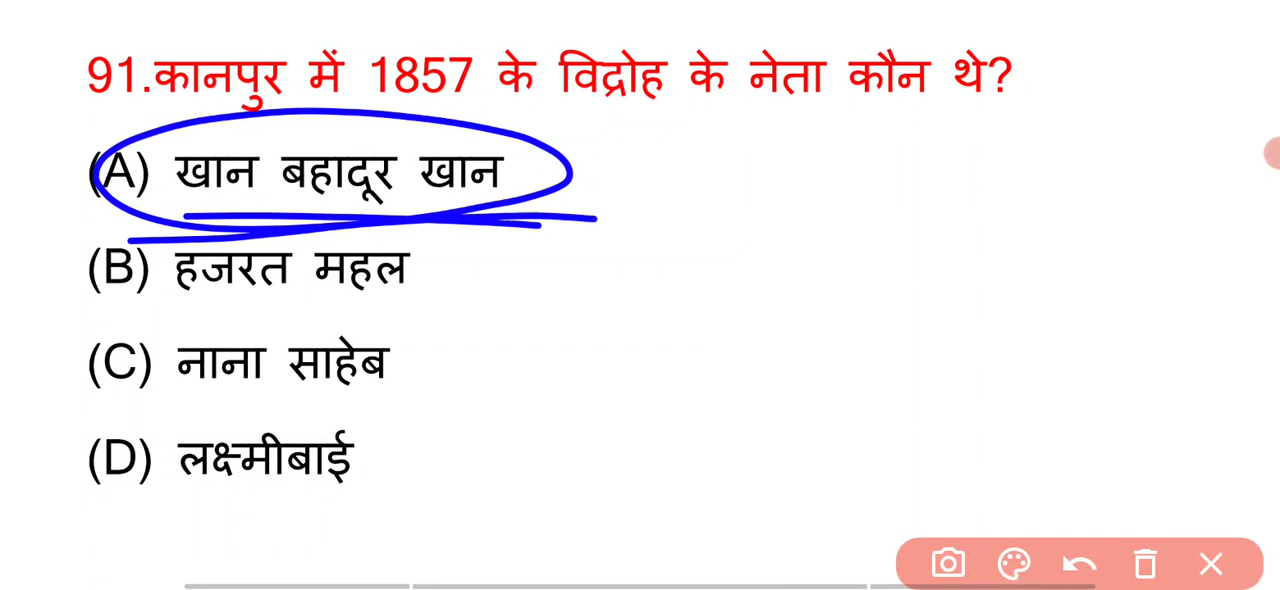 91.कानपुर में 1857 के विद्रोह के नेता कौन थे?
(A) खान बहादूर खान
(B) हजरत महल
(C) नाना साहेब
(D) लक्ष्मीबाई